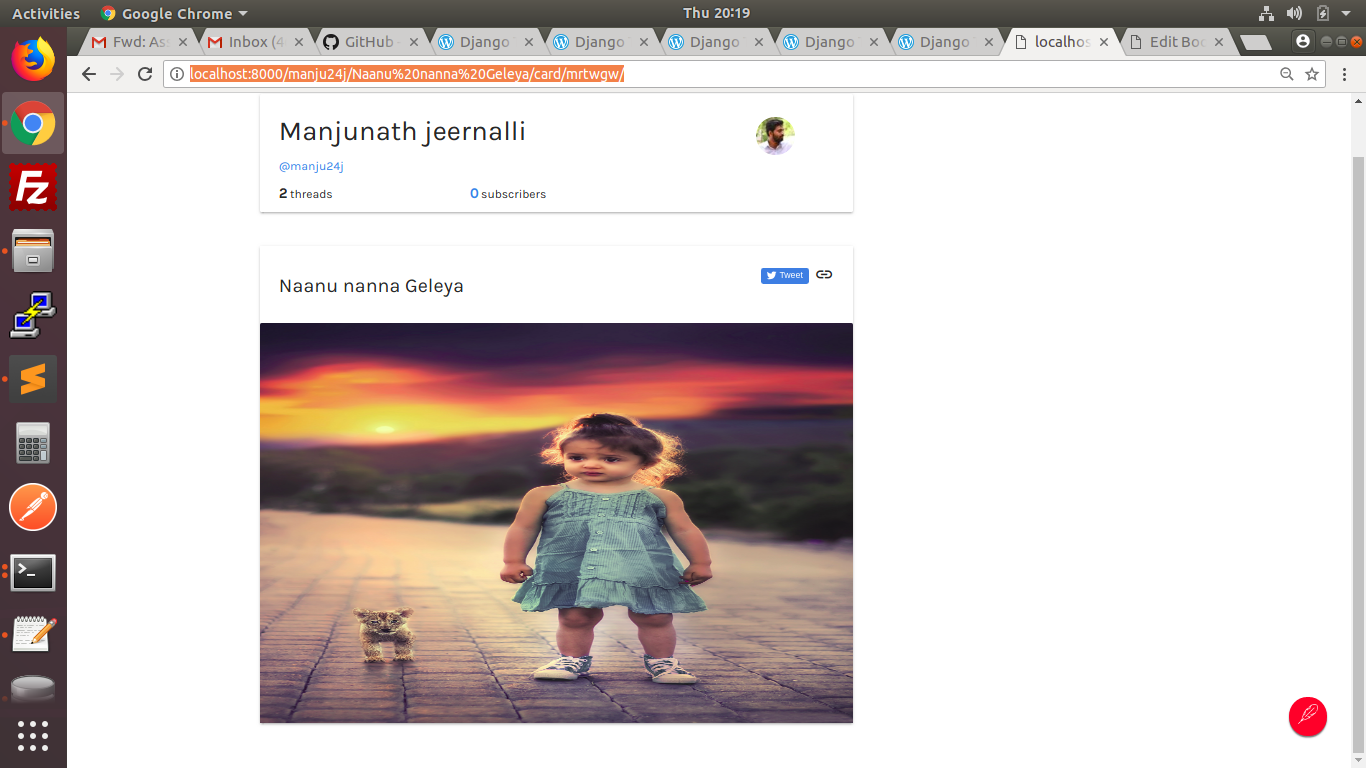 Activities Google Chrome Thu 20:19
Fwd: As
Inbox (4
GitHub
Django
Django
Django
Django
Django
localhos
Edit Boo
localhost:8000/manju24j/Naanu%20nanna%20Geleya/card/mrtwgw/
Manjunath jeernalli
@manju24j
2 threads 0 subscribers
Naanu nanna Geleya
Tweet